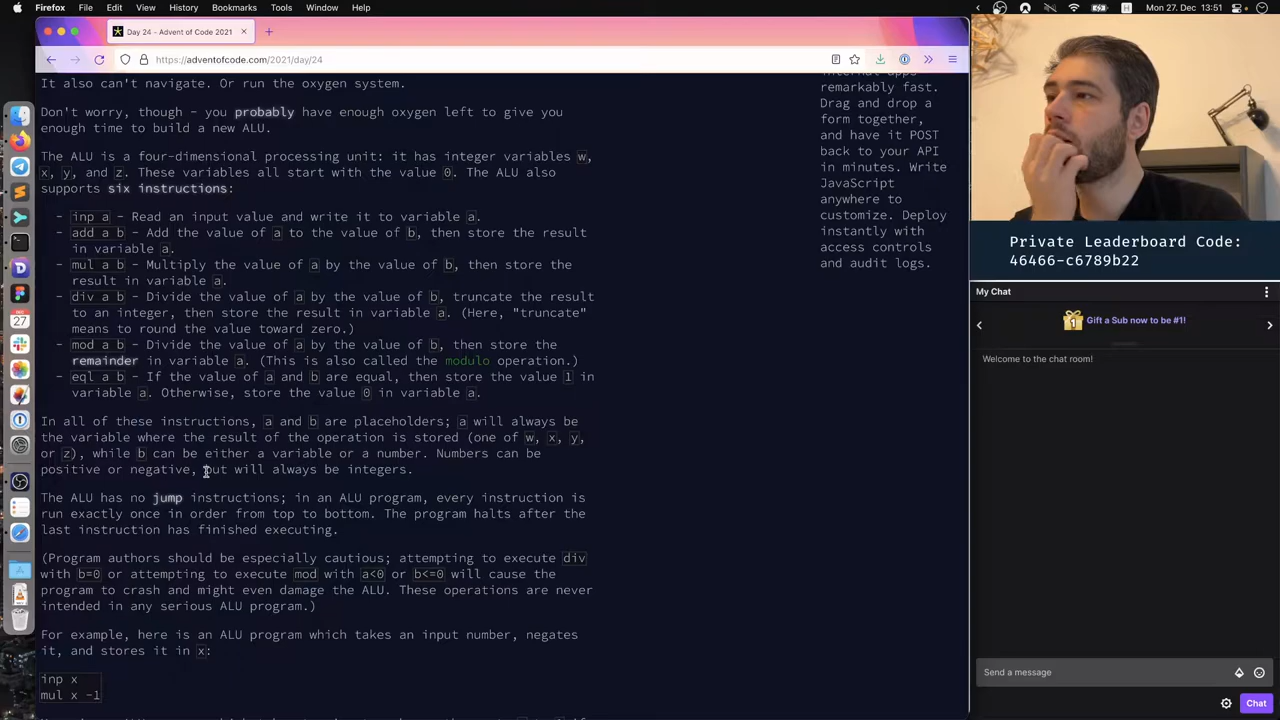 Firefox File Edit View History Bookmarks Tools Window Help
Mon 27. Dec 13:51
Day 24 - Advent of Code 2021
https://adventofcode.com/2021/day/24
It also can't navigate. Or run the oxygen system.
Don't worry, though - you probably have enough oxygen left to give you
enough time to build a new ALU.
The ALU is a four-dimensional processing unit: it has integer variables w,
x, y, and z. These variables all start with the value 0. The ALU also
supports six instructions:
- inp a - Read an input value and write it to variable a.
- add a b - Add the value of a to the value of b, then store the result
in variable a.
- mul a b - Multiply the value of a by the value of b, then store the
result in variable a.
- div a b - Divide the value of a by the value of b, truncate the result
to an integer, then store the result in variable a. (Here, "truncate"
means to round the value toward zero.)
- mod a b - Divide the value of a by the value of b, then store the
remainder in variable a. (This is also called the modulo operation.)
- eql a b - If the value of a and b are equal, then store the value 1 in
variable a. Otherwise, store the value 0 in variable a.
In all of these instructions, a and b are placeholders; a will always be
the variable where the result of the operation is stored (one of w, x, y,
or z), while b can be either a variable or a number. Numbers can be
positive or negative, but will always be integers.
The ALU has no jump instructions; in an ALU program, every instruction is
run exactly once in order from top to bottom. The program halts after the
last instruction has finished executing.
(Program authors should be especially cautious; attempting to execute div
with b=0 or attempting to execute mod with a<0 or b<=0 will cause the
program to crash and might even damage the ALU. These operations are never
intended in any serious ALU program.)
For example, here is an ALU program which takes an input number, negates
it, and stores it in x:
inp x
mul x -1
remarkably fast.
Drag and drop a
form together,
and have it POST
back to your API
in minutes. Write
JavaScript
anywhere to
customize. Deploy
instantly with
access controls
and audit logs.
DEC
27
Private Leaderboard Code:
46466-c6789b22
My Chat
1
Gift a Sub now to be #1!
Welcome to the chat room!
Send a message
Chat